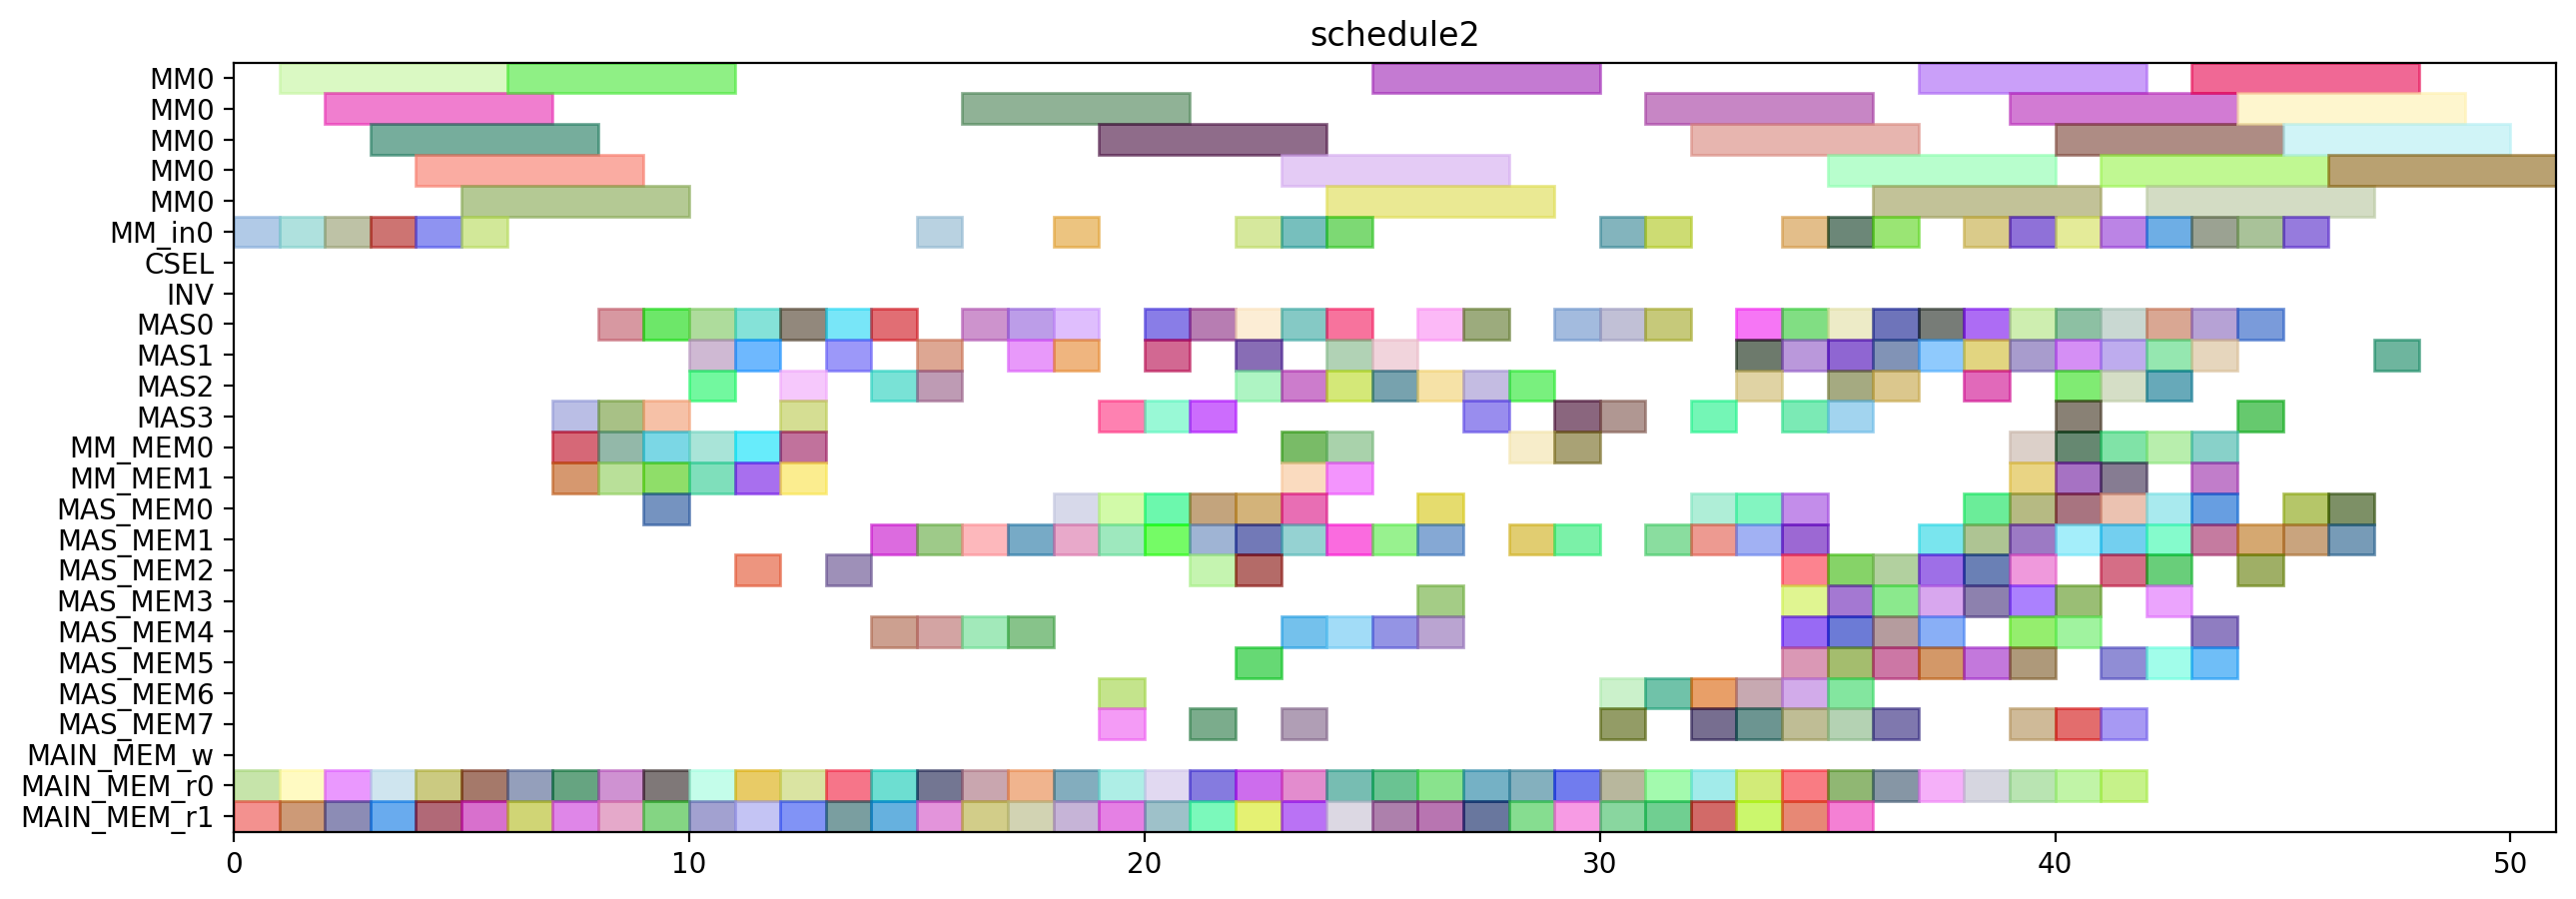 schedule2
MM0
MM0
MM0
MM0
MM0
MM_in0
CSEL
INV
MAS0
MAS1
MAS2
MAS3
MM_MEM0
MM_MEM1
MAS_MEM0
MAS_MEM1
MAS_MEM2
MAS_MEM3
MAS_MEM4
MAS_MEM5
MAS_MEM6
MAS_MEM7
MAIN_MEM_w
MAIN_MEM_r0
MAIN_MEM_r1
0 10 20 30 40 50